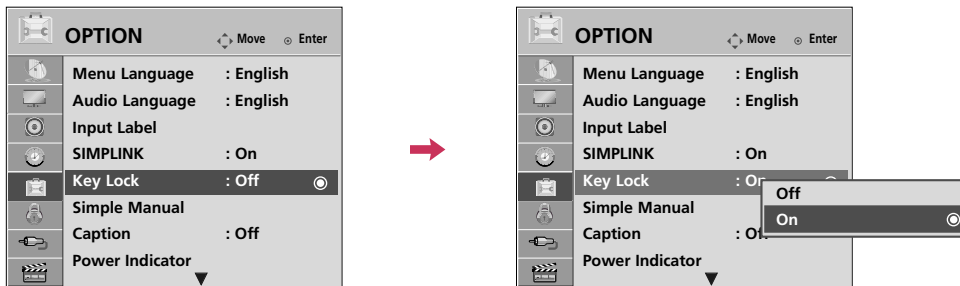 OPTION Move Enter
Menu Language : English
Audio Language : English
Input Label
SIMPLINK : On
Key Lock : Off
Simple Manual
Caption : Off
Power Indicator
OPTION Move Enter
Menu Language : English
Audio Language : English
Input Label
SIMPLINK : On
Key Lock : On
Simple Manual
Caption : Off
Power Indicator
Off
On